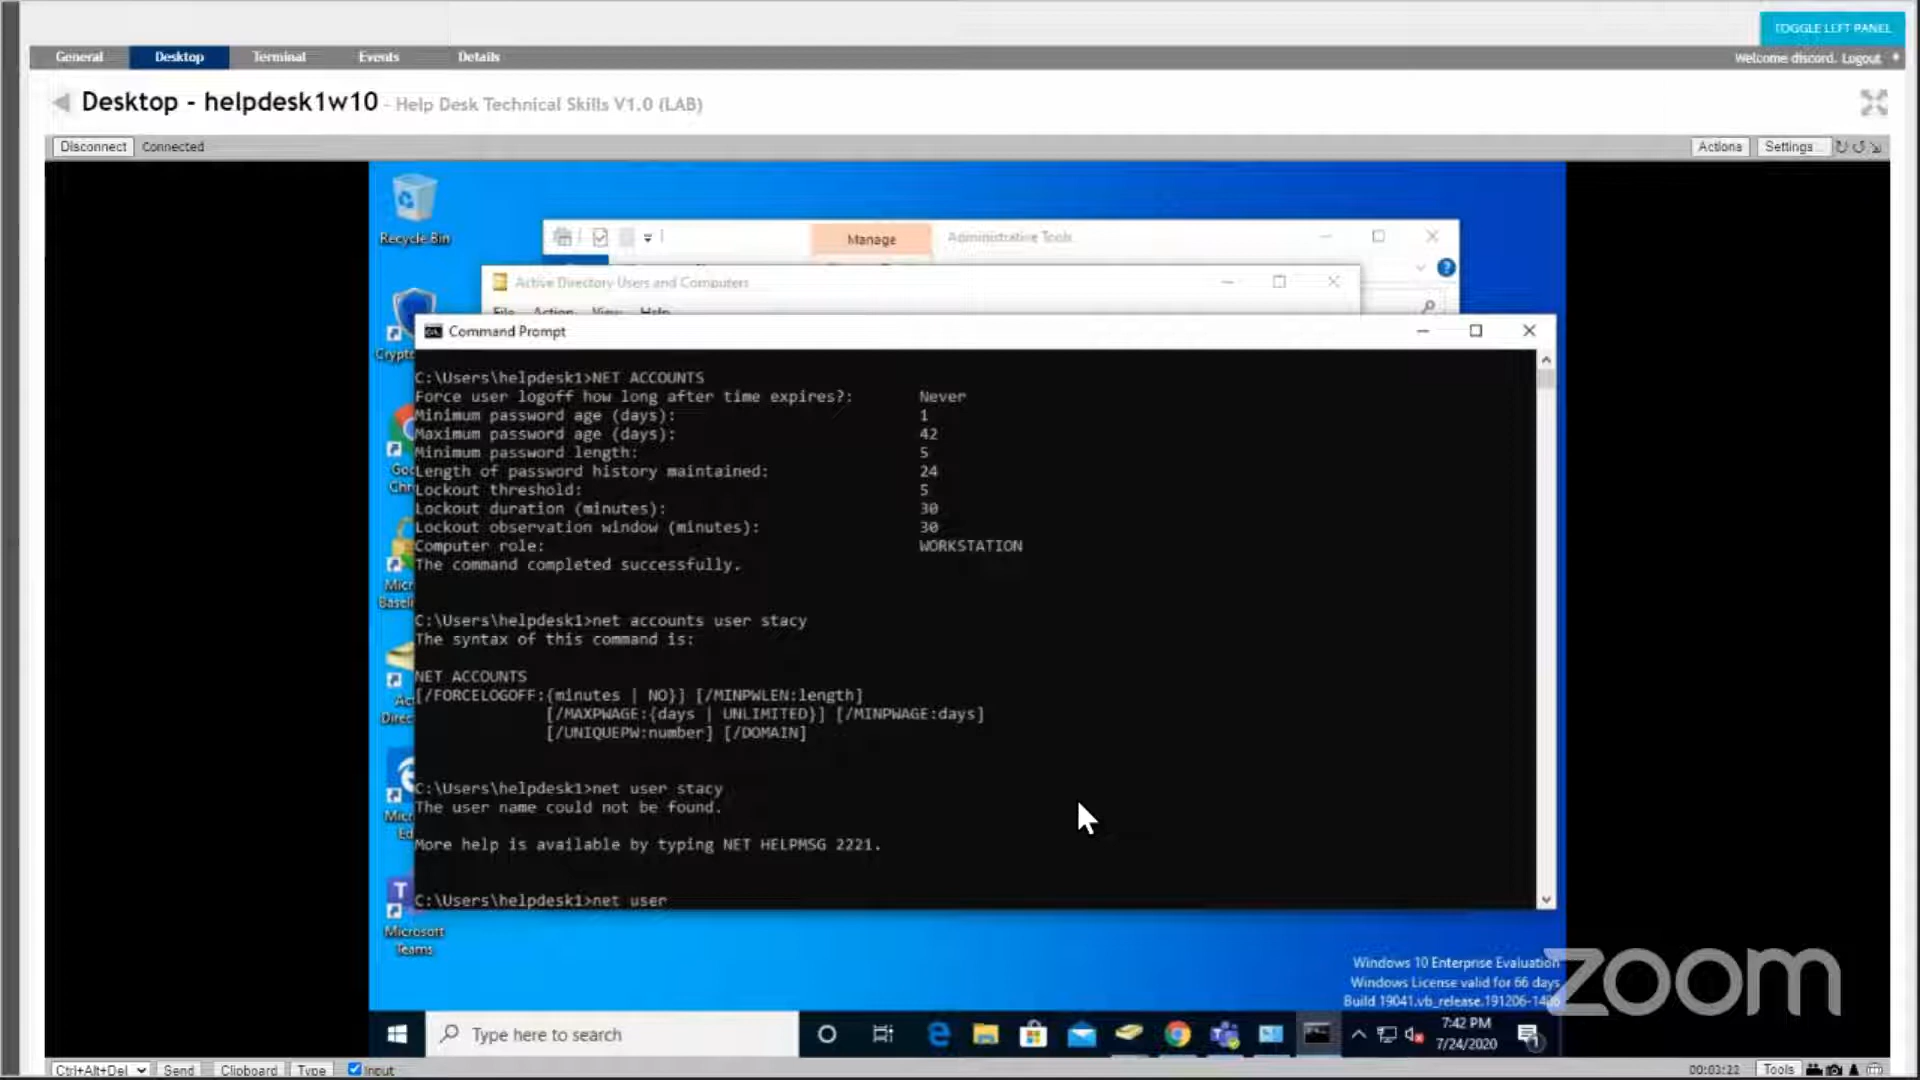 TOGGLE LEFT PANEL
General Desktop Terminal Events Details
Welcome discord. Logout
Desktop - helpdesk1w10 - Help Desk Technical Skills V1.0 (LAB)
Disconnect Connected Actions Settings
Recycle Bin
Manage Administrative Tools
Active Directory Users and Computers
File Action View Help
Command Prompt
C:\Users\helpdesk1>NET ACCOUNTS
Force user logoff how long after time expires?: Never
Minimum password age (days): 1
Maximum password age (days): 42
Minimum password length: 5
Length of password history maintained: 24
Lockout threshold: 5
Lockout duration (minutes): 30
Lockout observation window (minutes): 30
Computer role: WORKSTATION
The command completed successfully.
C:\Users\helpdesk1>net accounts user stacy
The syntax of this command is:
NET ACCOUNTS
[/FORCELOGOFF:{minutes | NO}] [/MINPWLEN:length]
[/MAXPWAGE:{days | UNLIMITED}] [/MINPWAGE:days]
[/UNIQUEPW:number] [/DOMAIN]
C:\Users\helpdesk1>net user stacy
The user name could not be found.
More help is available by typing NET HELPMSG 2221.
C:\Users\helpdesk1>net user
Microsoft
Teams
Windows 10 Enterprise Evaluation
Windows License valid for 66 days
Build 19041.vb_release.191206-1406
zoom
Type here to search
7:42 PM
7/24/2020
Ctrl+Alt+Del Send Clipboard Type Input
00:03:22 Tools